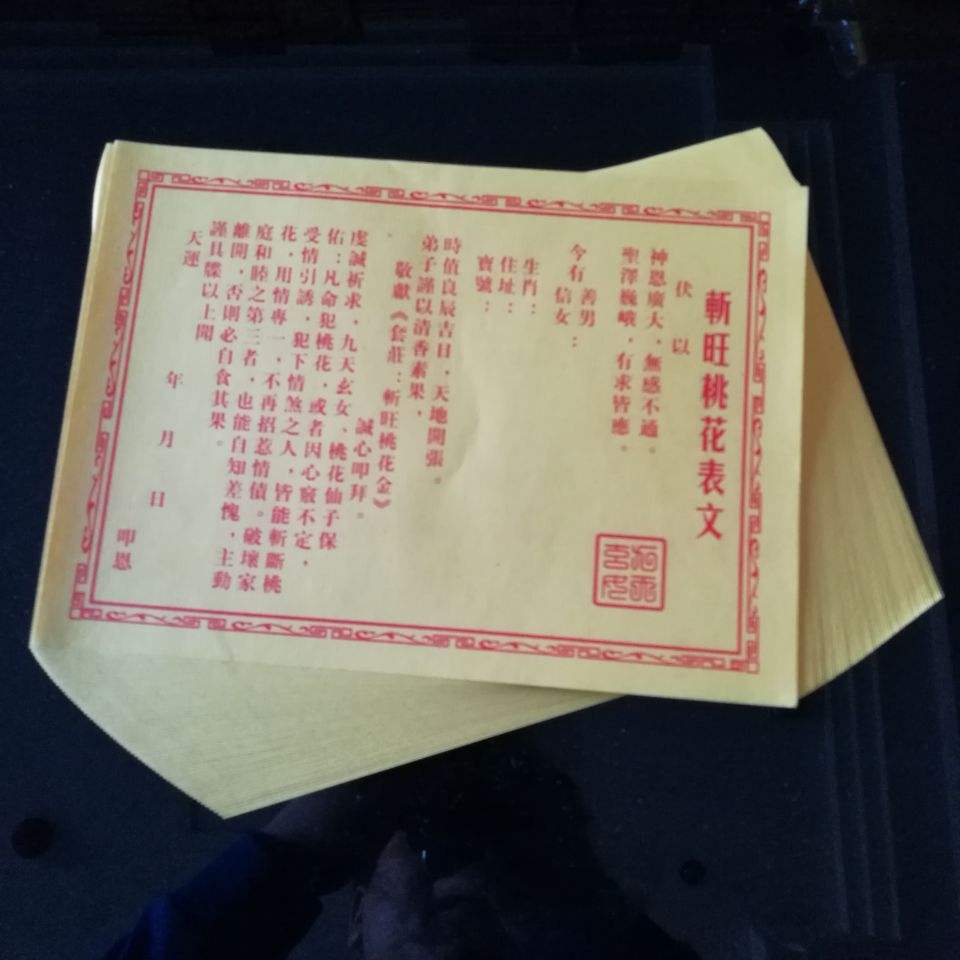 斬旺桃花表文
伏以
神恩廣大，無感不通。
聖澤巍峨，有求皆應。
今有善男
信女：
生肖：
住址：
寶號：
時值良辰吉日，天地開張。
弟子謹以清香素果，
敬獻《套莊：斬旺桃花金》
誠心叩拜。
虔誠祈求，九天玄女、桃花仙子保
佑：凡命犯桃花，或者因心竅不定，
受情引誘，犯下情煞之人，皆能斬斷桃
花，用情專一，不再招惹情債。破壞家
庭和睦之第三者，也能自知羞愧，主動
離開，否則必自食其果。
謹具牒以上聞
天運 年 月 日
叩恩